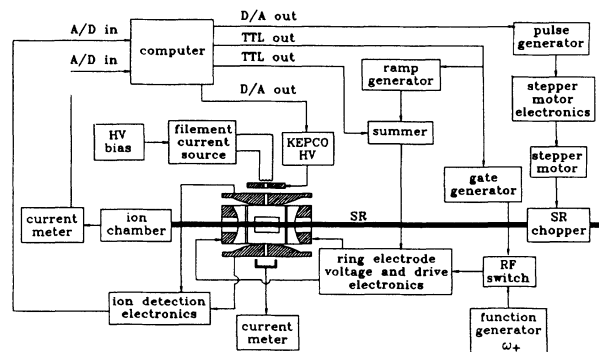 D/A out
A/D in
TTL out
A/D in
TTL out
D/A out
computer
pulse
generator
ramp
generator
stepper
motor
electronics
HV
bias
filement
current
source
KEPCO
HV
summer
stepper
motor
gate
generator
current
meter
ion
chamber
SR
SR
chopper
ring electrode
voltage and drive
electronics
RF
switch
ion detection
electronics
current
meter
function
generator
ω+